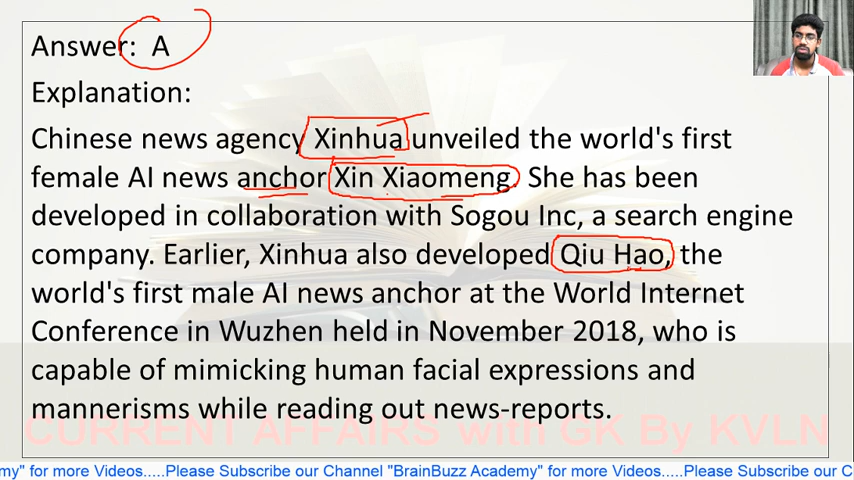 Answer: A
Explanation:
Chinese news agency Xinhua unveiled the world's first
female AI news anchor Xin Xiaomeng. She has been
developed in collaboration with Sogou Inc, a search engine
company. Earlier, Xinhua also developed Qiu Hao, the
world's first male AI news anchor at the World Internet
Conference in Wuzhen held in November 2018, who is
capable of mimicking human facial expressions and
mannerisms while reading out news-reports.
CURRENT AFFAIRS with GK By KVLN
my" for more Videos.....Please Subscribe our Channel "BrainBuzz Academy" for more Videos.....Please Subscribe our C